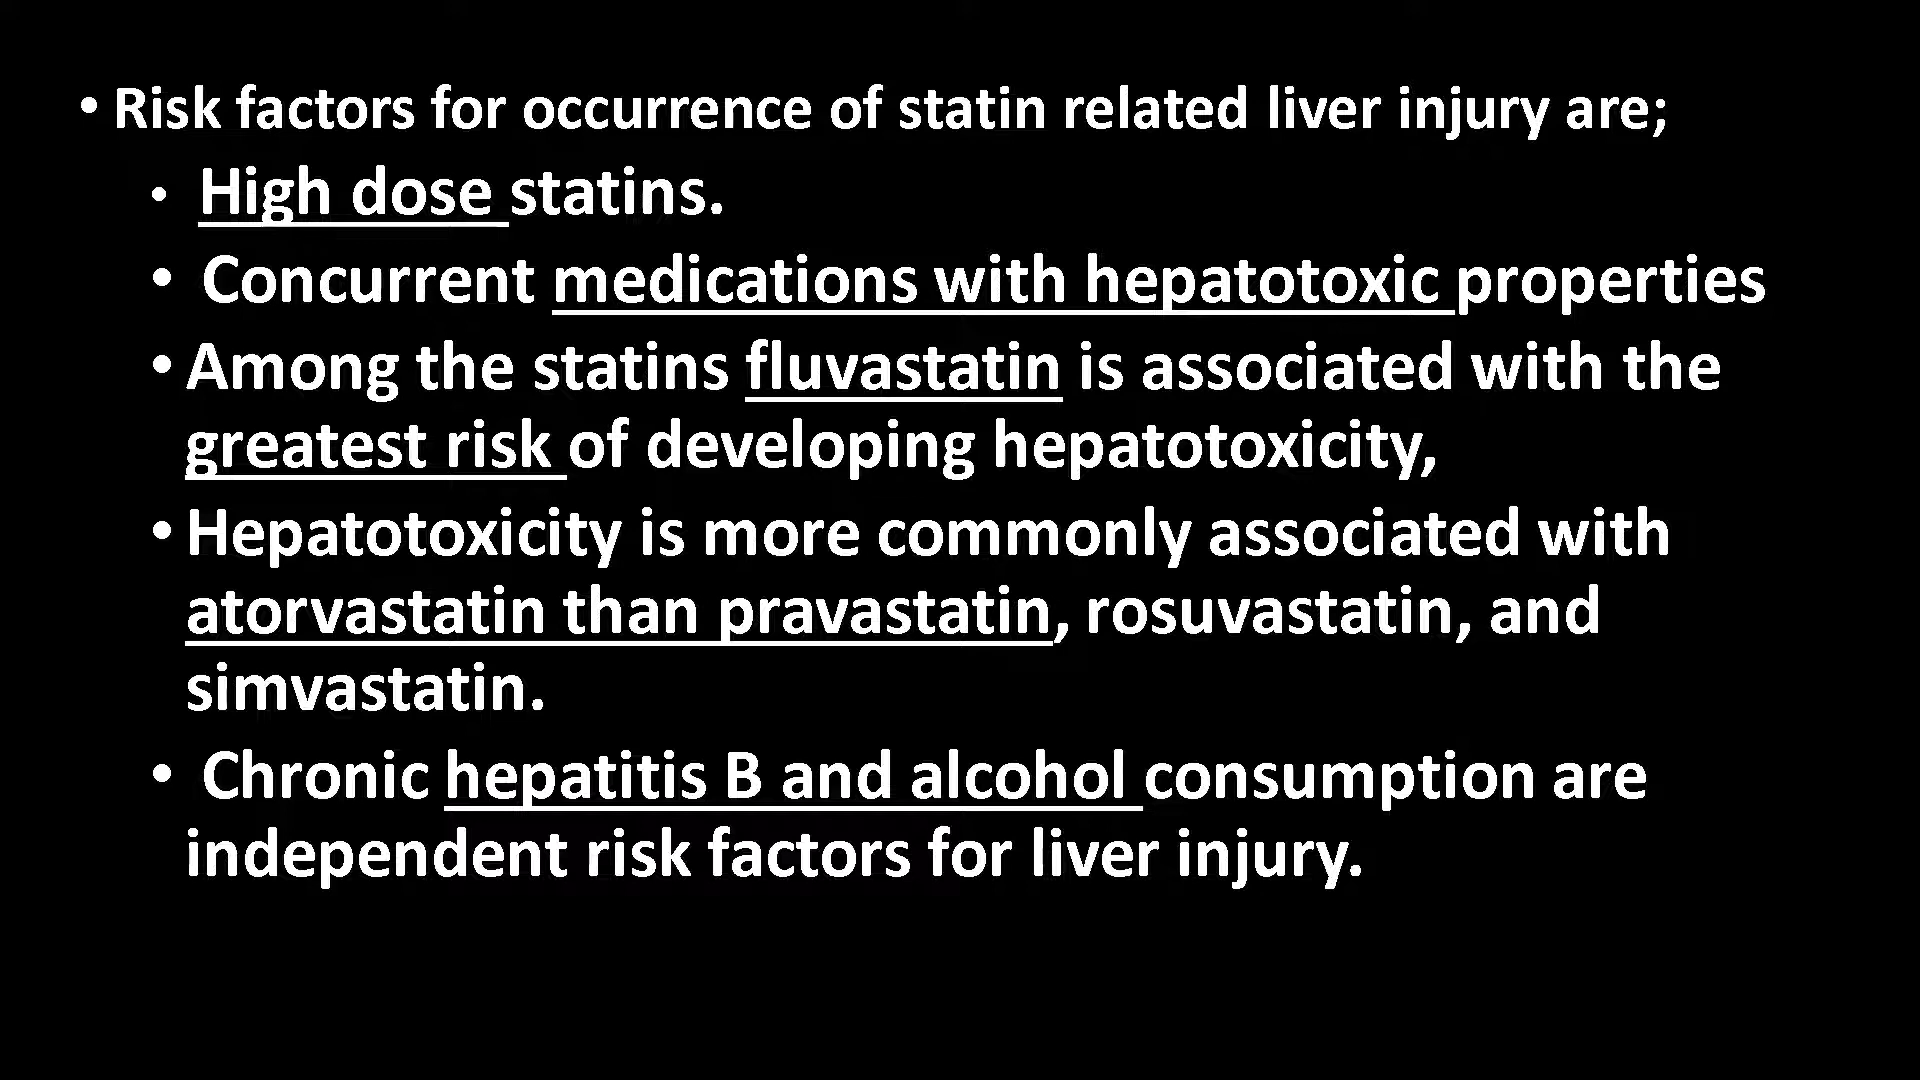 • Risk factors for occurrence of statin related liver injury are;
• High dose statins.
• Concurrent medications with hepatotoxic properties
• Among the statins fluvastatin is associated with the
greatest risk of developing hepatotoxicity,
• Hepatotoxicity is more commonly associated with
atorvastatin than pravastatin, rosuvastatin, and
simvastatin.
• Chronic hepatitis B and alcohol consumption are
independent risk factors for liver injury.